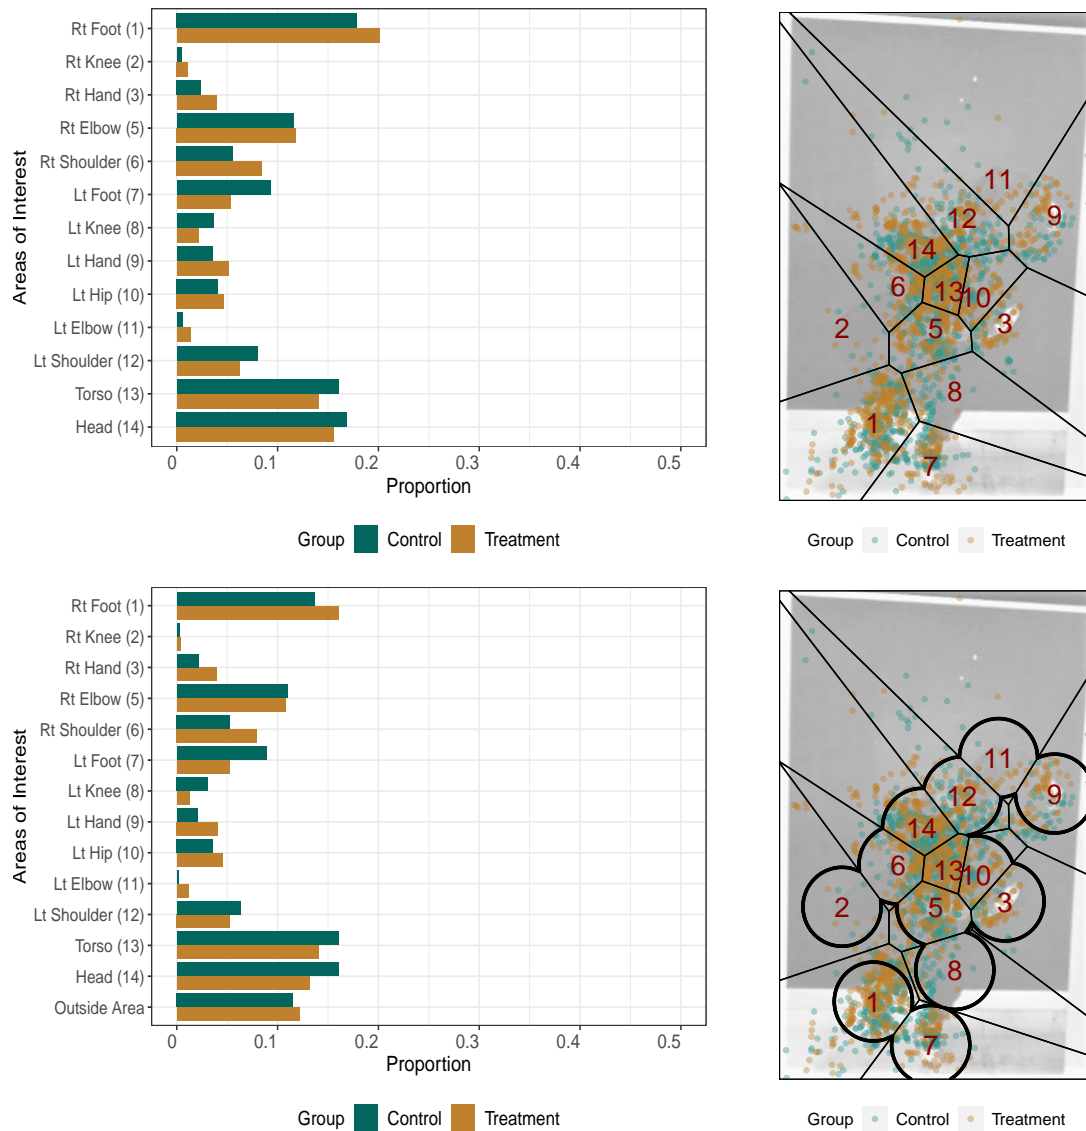 Areas of Interest
Rt Foot (1)
Rt Knee (2)
Rt Hand (3)
Rt Elbow (5)
Rt Shoulder (6)
Lt Foot (7)
Lt Knee (8)
Lt Hand (9)
Lt Hip (10)
Lt Elbow (11)
Lt Shoulder (12)
Torso (13)
Head (14)
0 0.1 0.2 0.3 0.4 0.5
Proportion
Group Control Treatment
11
9
12
14
13
10
6
3
2
5
8
1
7
Group Control Treatment
Areas of Interest
Rt Foot (1)
Rt Knee (2)
Rt Hand (3)
Rt Elbow (5)
Rt Shoulder (6)
Lt Foot (7)
Lt Knee (8)
Lt Hand (9)
Lt Hip (10)
Lt Elbow (11)
Lt Shoulder (12)
Torso (13)
Head (14)
Outside Area
0 0.1 0.2 0.3 0.4 0.5
Proportion
Group Control Treatment
11
9
12
14
13
10
6
3
2
5
8
1
7
Group Control Treatment